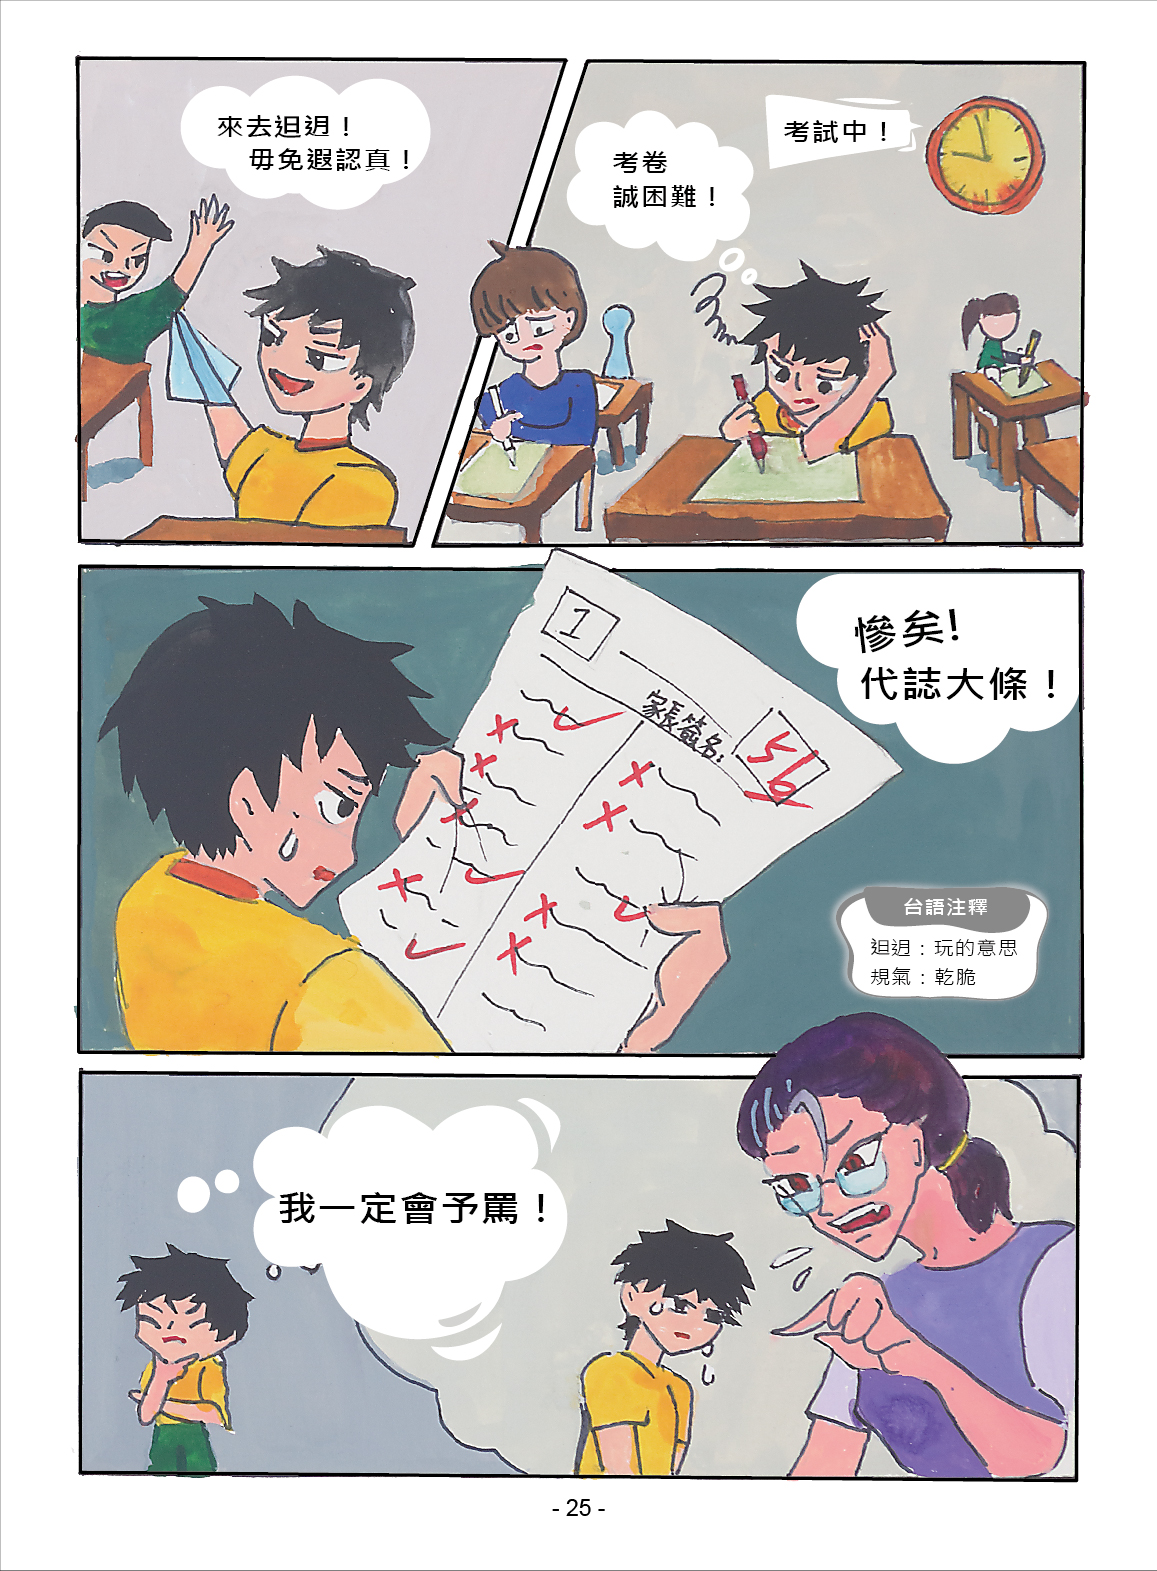 來去𨑨迌！
毋免遐認真！
考試中！
考卷
誠困難！
慘矣!
代誌大條！
1
家長簽名：
56
台語注釋
𨑨迌：玩的意思
規氣：乾脆
我一定會予罵！
- 25 -